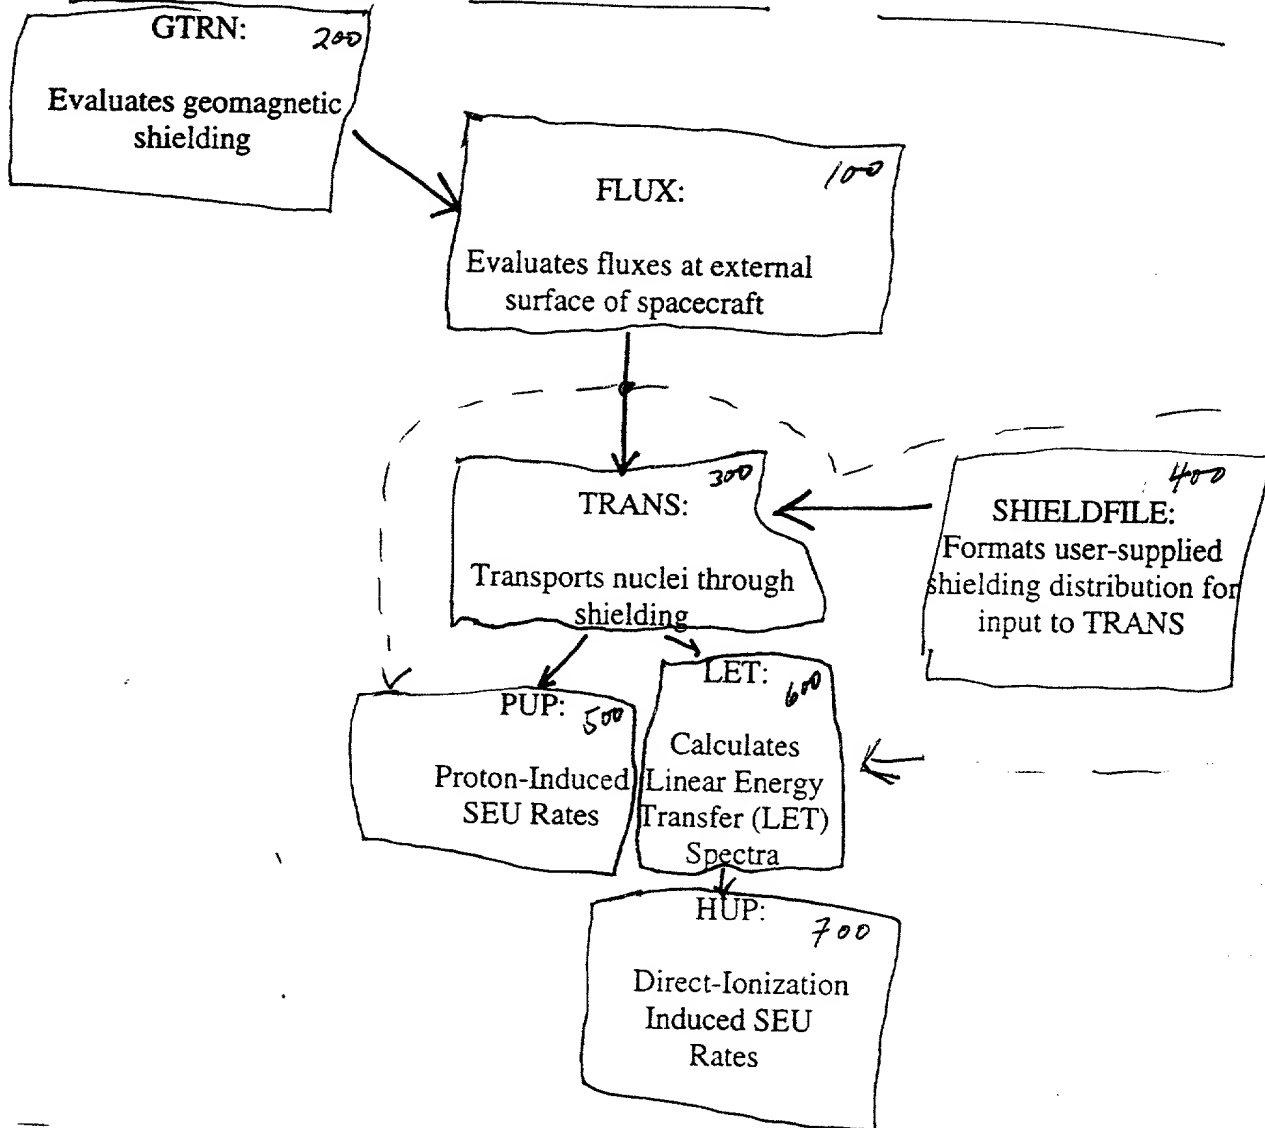 GTRN: 200
Evaluates geomagnetic
shielding
100
FLUX:
Evaluates fluxes at external
surface of spacecraft
300
TRANS:
Transports nuclei through
shielding
400
SHIELDFILE:
Formats user-supplied
shielding distribution for
input to TRANS
PUP: 500
Proton-Induced
SEU Rates
LET: 600
Calculates
Linear Energy
Transfer (LET)
Spectra
HUP: 700
Direct-Ionization
Induced SEU
Rates